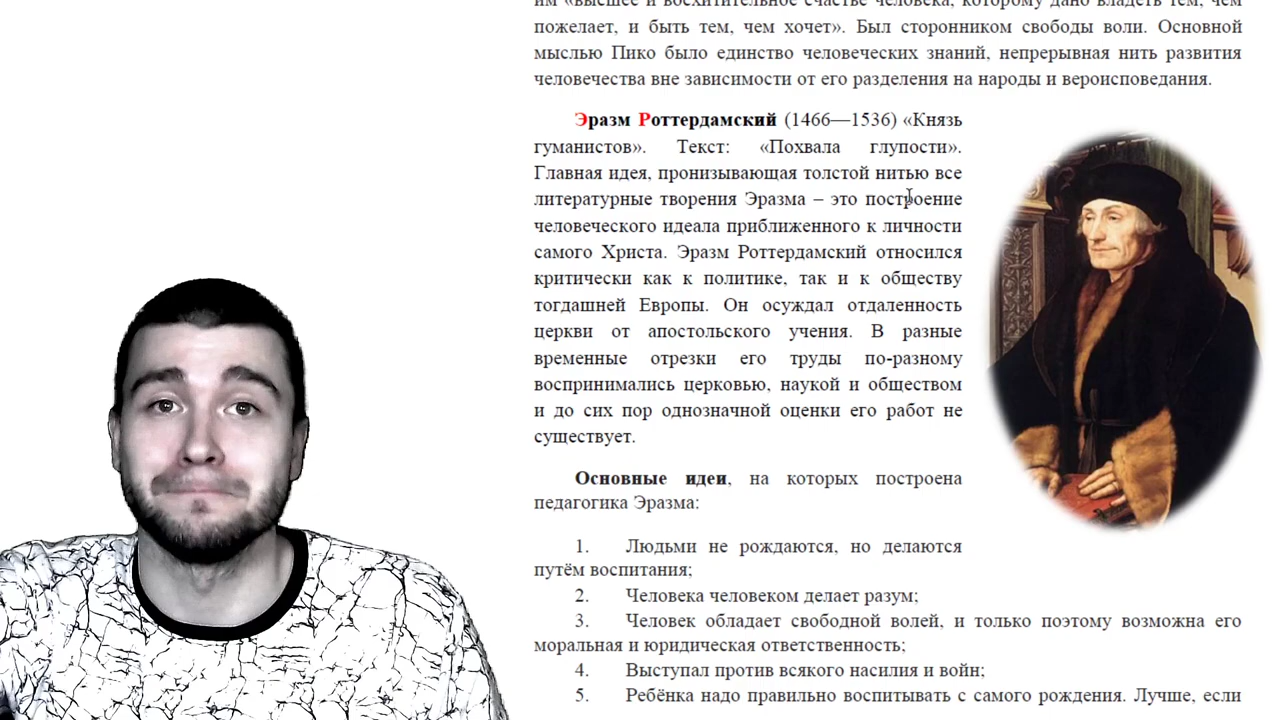 им «высшее и восхитительное счастье человека, которому дано владеть тем, чем
пожелает, и быть тем, чем хочет». Был сторонником свободы воли. Основной
мыслью Пико было единство человеческих знаний, непрерывная нить развития
человечества вне зависимости от его разделения на народы и вероисповедания.
Эразм Роттердамский (1466—1536) «Князь
гуманистов». Текст: «Похвала глупости».
Главная идея, пронизывающая толстой нитью все
литературные творения Эразма – это построение
человеческого идеала приближенного к личности
самого Христа. Эразм Роттердамский относился
критически как к политике, так и к обществу
тогдашней Европы. Он осуждал отдаленность
церкви от апостольского учения. В разные
временные отрезки его труды по-разному
воспринимались церковью, наукой и обществом
и до сих пор однозначной оценки его работ не
существует.
Основные идеи, на которых построена
педагогика Эразма:
1. Людьми не рождаются, но делаются
путём воспитания;
2. Человека человеком делает разум;
3. Человек обладает свободной волей, и только поэтому возможна его
моральная и юридическая ответственность;
4. Выступал против всякого насилия и войн;
5. Ребёнка надо правильно воспитывать с самого рождения. Лучше, если